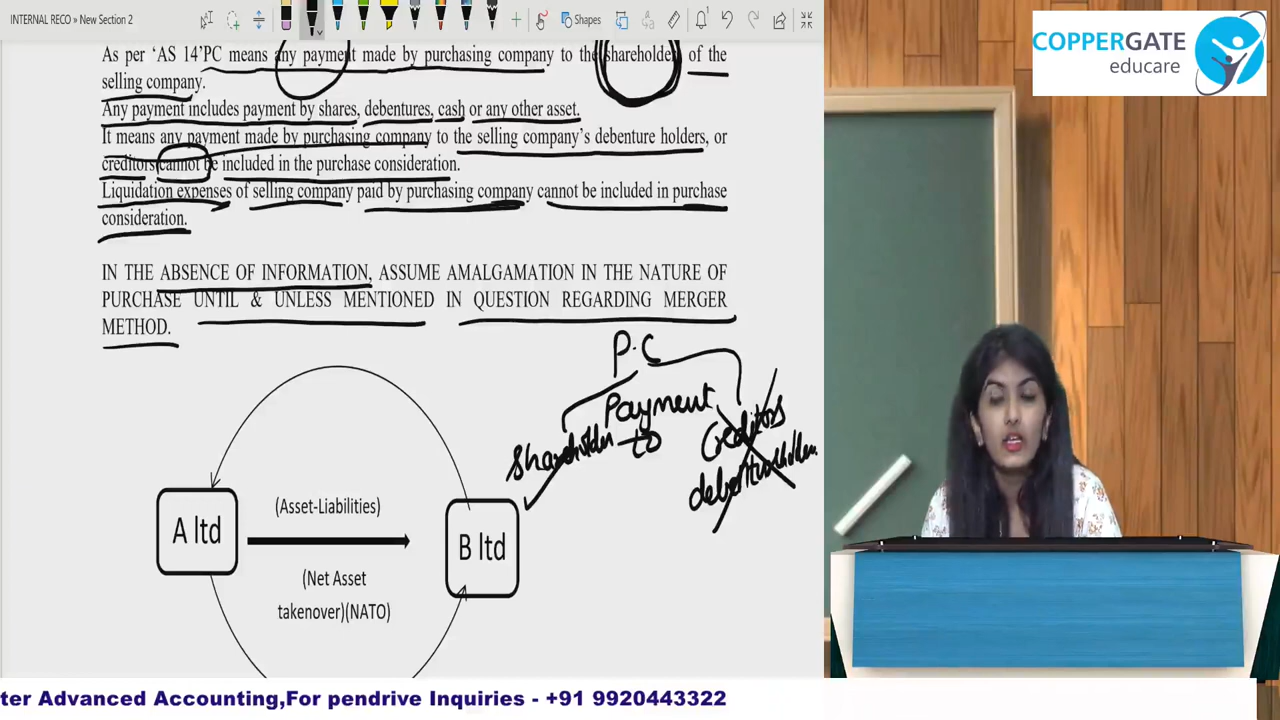 INTERNAL RECO » New Section 2
Shapes
COPPERGATE
educare
As per ‘AS 14’PC means any payment made by purchasing company to the shareholders of the
selling company.
Any payment includes payment by shares, debentures, cash or any other asset.
It means any payment made by purchasing company to the selling company’s debenture holders, or
creditors cannot be included in the purchase consideration.
Liquidation expenses of selling company paid by purchasing company cannot be included in purchase
consideration.
IN THE ABSENCE OF INFORMATION, ASSUME AMALGAMATION IN THE NATURE OF
PURCHASE UNTIL & UNLESS MENTIONED IN QUESTION REGARDING MERGER
METHOD.
P.C
Payment
to
Shareholder
Creditors
debentureholders
A ltd
(Asset-Liabilities)
(Net Asset
takenover)(NATO)
B ltd
ter Advanced Accounting,For pendrive Inquiries - +91 9920443322